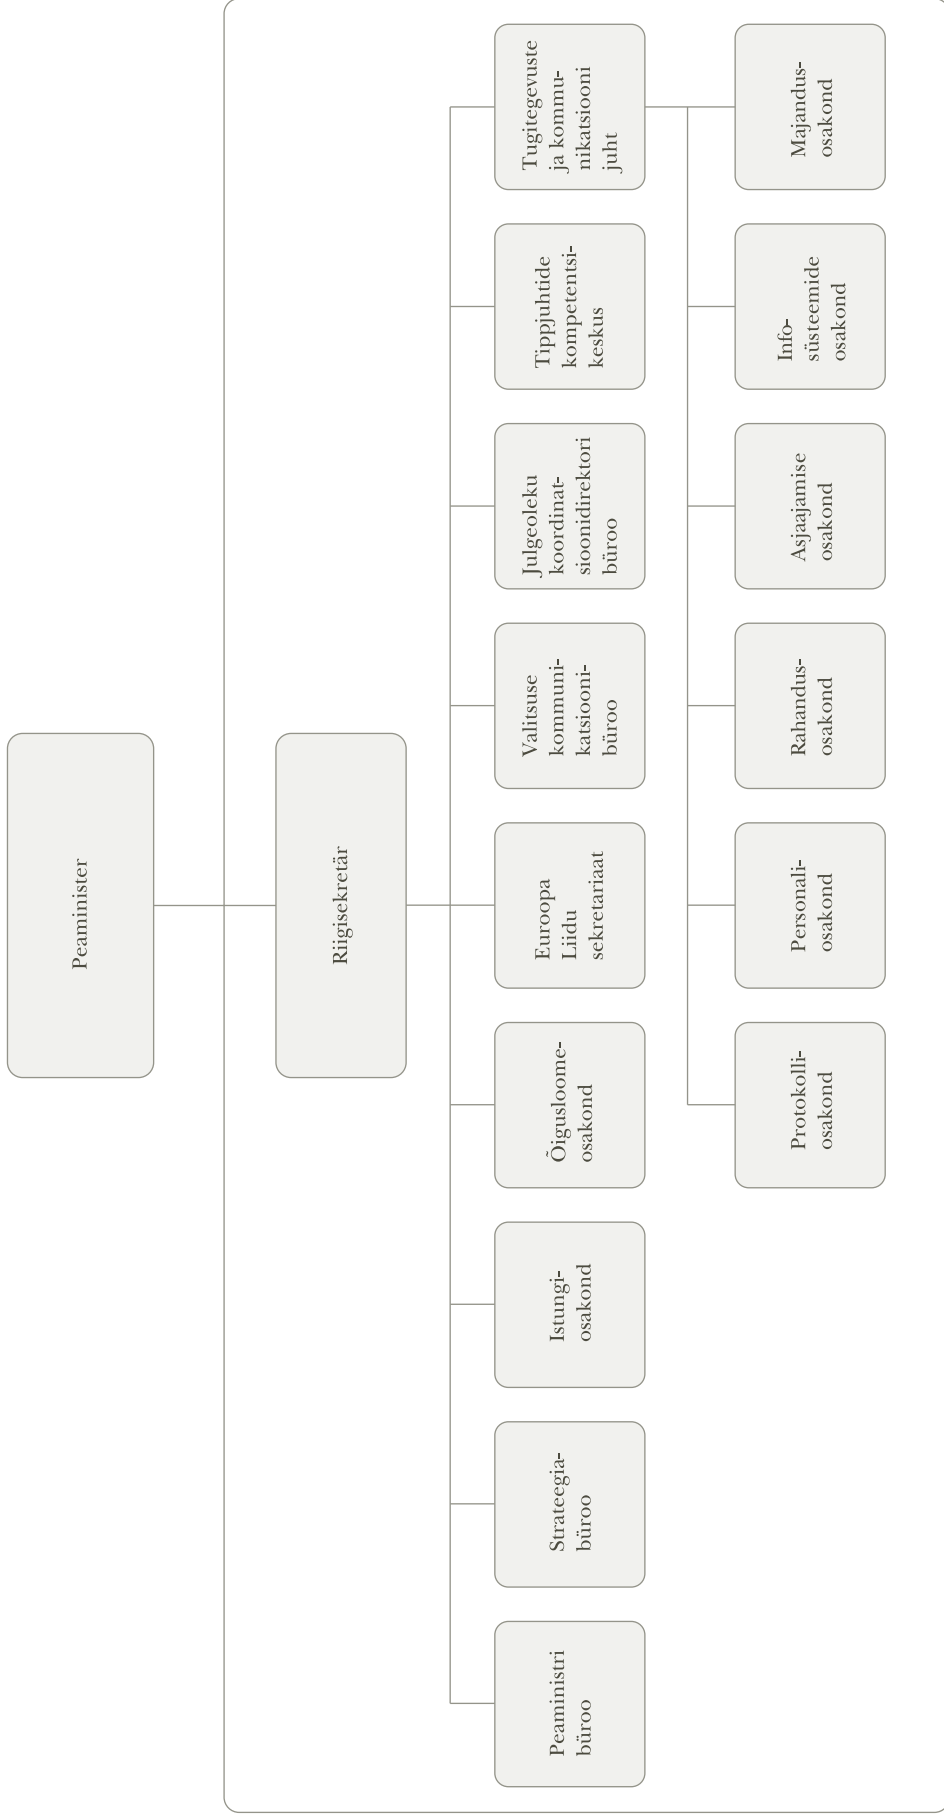 Peaminister
Riigisekretär
Peaministri
büroo
Strateegia-
büroo
Istungi-
osakond
Õigusloome-
osakond
Euroopa
Liidu
sekretariaat
Valitsuse
kommuni-
katsiooni-
büroo
Julgeoleku
koordinat-
sioonidirektori
büroo
Tippjuhtide
kompetentsi-
keskus
Tugitegevuste
ja kommu-
nikatsiooni
juht
Protokolli-
osakond
Personali-
osakond
Rahandus-
osakond
Asjaajamise
osakond
Info-
süsteemide
osakond
Majandus-
osakond